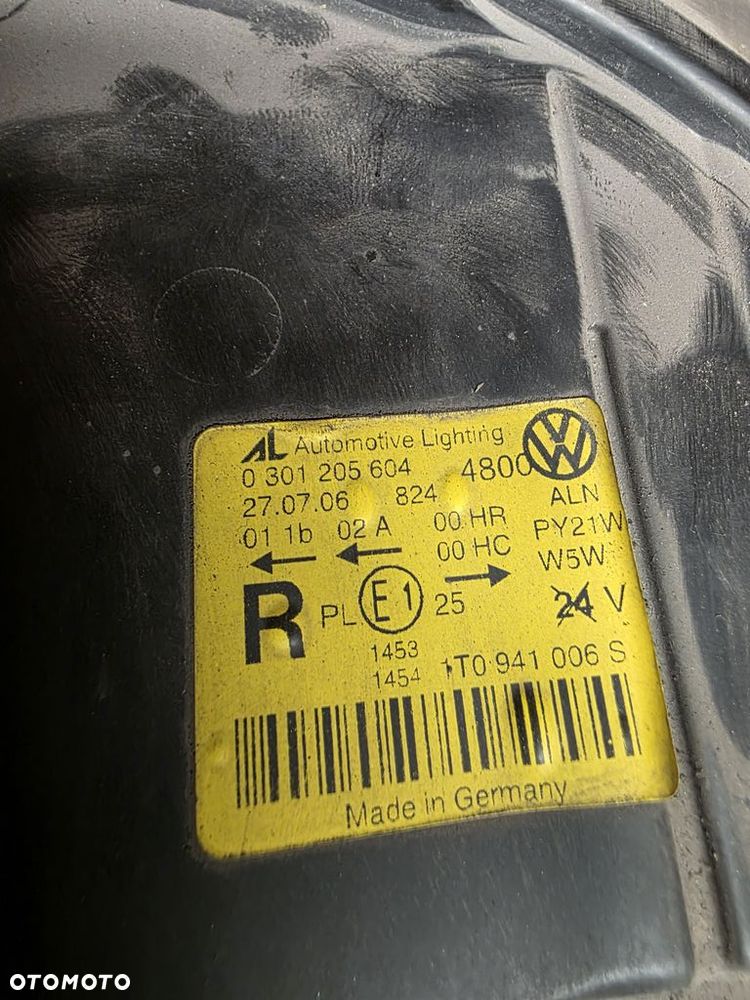 AL Automotive Lighting
0 301 205 604 4800 VW
27.07.06 824 ALN
01 1b 02 A 00 HR PY21W
00 HC W5W
R PL E1 25 24 V
1453
1454 1T0 941 006 S
Made in Germany
OTOMOTO